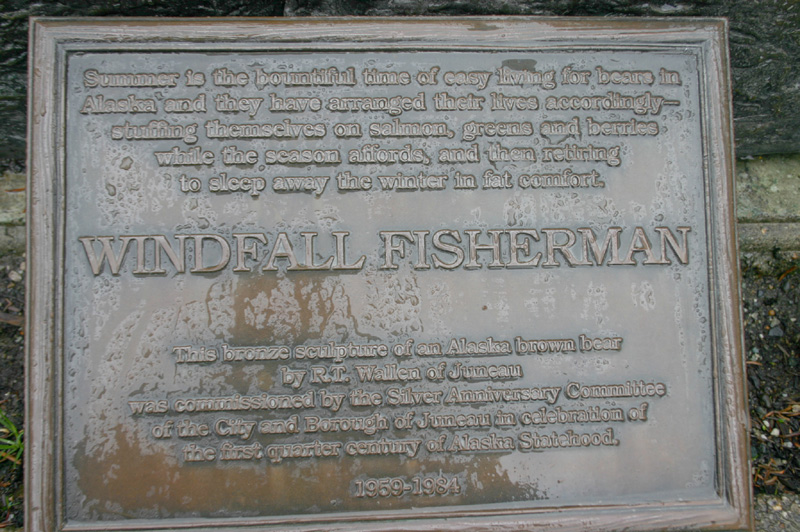 Summer is the bountiful time of easy living for bears in
Alaska and they have arranged their lives accordingly—
stuffing themselves on salmon, greens and berries
while the season affords, and then retiring
to sleep away the winter in fat comfort.
WINDFALL FISHERMAN
This bronze sculpture of an Alaska brown bear
by R.T. Wallen of Juneau
was commissioned by the Silver Anniversary Committee
of the City and Borough of Juneau in celebration of
the first quarter century of Alaska Statehood.
1959-1984